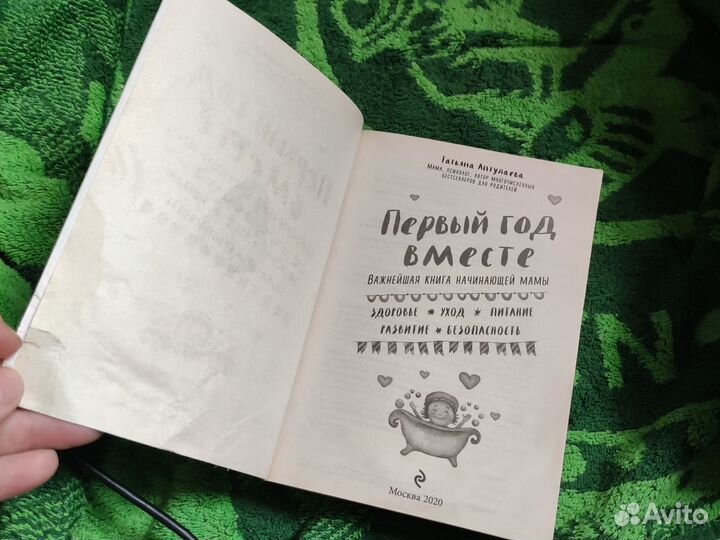 Татьяна Аптулаева
Мама, психолог, автор многочисленных
бестселлеров для родителей
Первый год
вместе
Важнейшая книга начинающей мамы
Здоровье * Уход * Питание
Развитие * Безопасность
Москва 2020
Avito